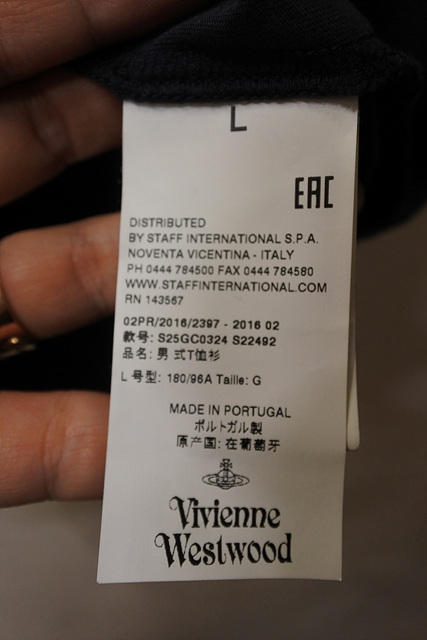 L
EAC
DISTRIBUTED
BY STAFF INTERNATIONAL S.P.A.
NOVENTA VICENTINA - ITALY
PH 0444 784500 FAX 0444 784580
WWW.STAFFINTERNATIONAL.COM
RN 143567
02PR/2016/2397 - 2016 02
款号: S25GC0324 S22492
品名: 男 式T恤衫
L 号型: 180/96A Taille: G
MADE IN PORTUGAL
ポルトガル製
原产国: 在葡萄牙
Vivienne
Westwood